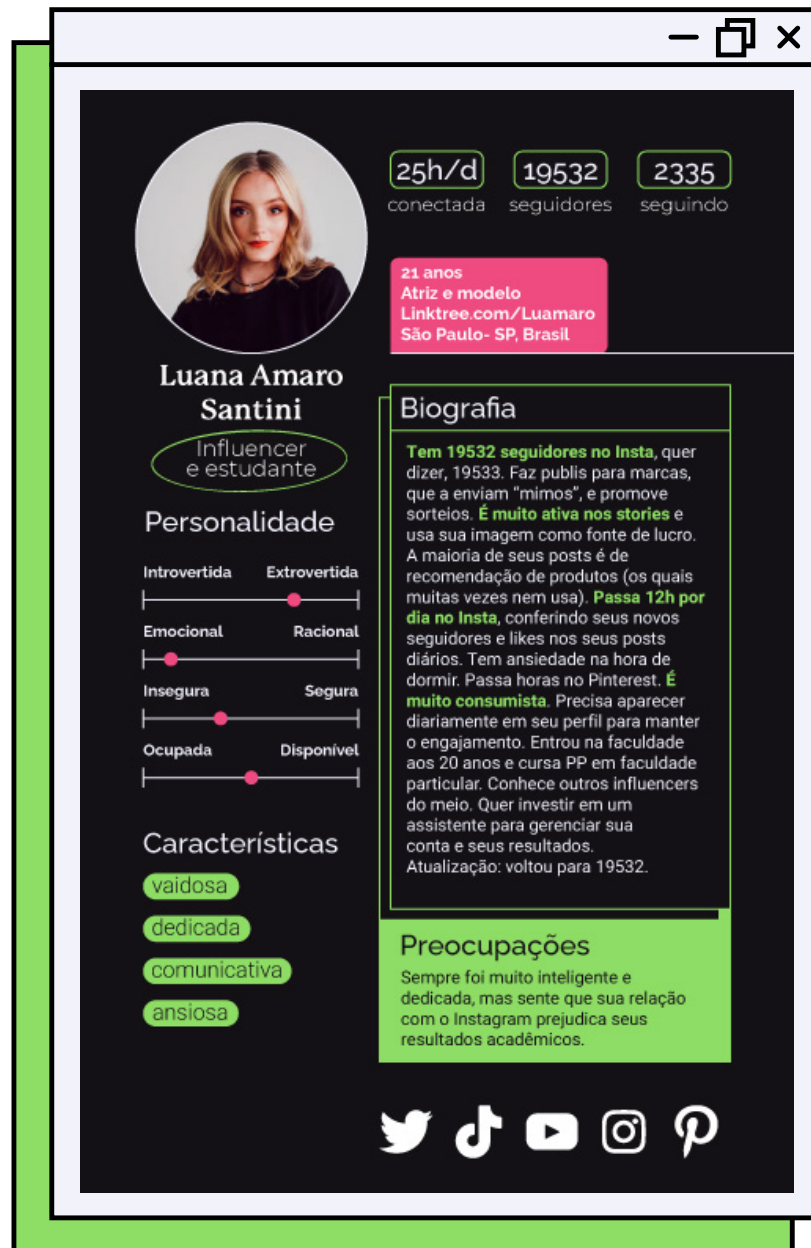 25h/d
conectada
19532
seguidores
2335
seguindo
21 anos
Atriz e modelo
Linktree.com/Luamaro
São Paulo- SP, Brasil
Luana Amaro
Santini
Influencer
e estudante
Personalidade
Introvertida Extrovertida
Emocional Racional
Insegura Segura
Ocupada Disponível
Características
vaidosa
dedicada
comunicativa
ansiosa
Biografia
Tem 19532 seguidores no Insta, quer
dizer, 19533. Faz publis para marcas,
que a enviam “mimos”, e promove
sorteios. É muito ativa nos stories e
usa sua imagem como fonte de lucro.
A maioria de seus posts é de
recomendação de produtos (os quais
muitas vezes nem usa). Passa 12h por
dia no Insta, conferindo seus novos
seguidores e likes nos seus posts
diários. Tem ansiedade na hora de
dormir. Passa horas no Pinterest. É
muito consumista. Precisa aparecer
diariamente em seu perfil para manter
o engajamento. Entrou na faculdade
aos 20 anos e cursa PP em faculdade
particular. Conhece outros influencers
do meio. Quer investir em um
assistente para gerenciar sua
conta e seus resultados.
Atualização: voltou para 19532.
Preocupações
Sempre foi muito inteligente e
dedicada, mas sente que sua relação
com o Instagram prejudica seus
resultados acadêmicos.